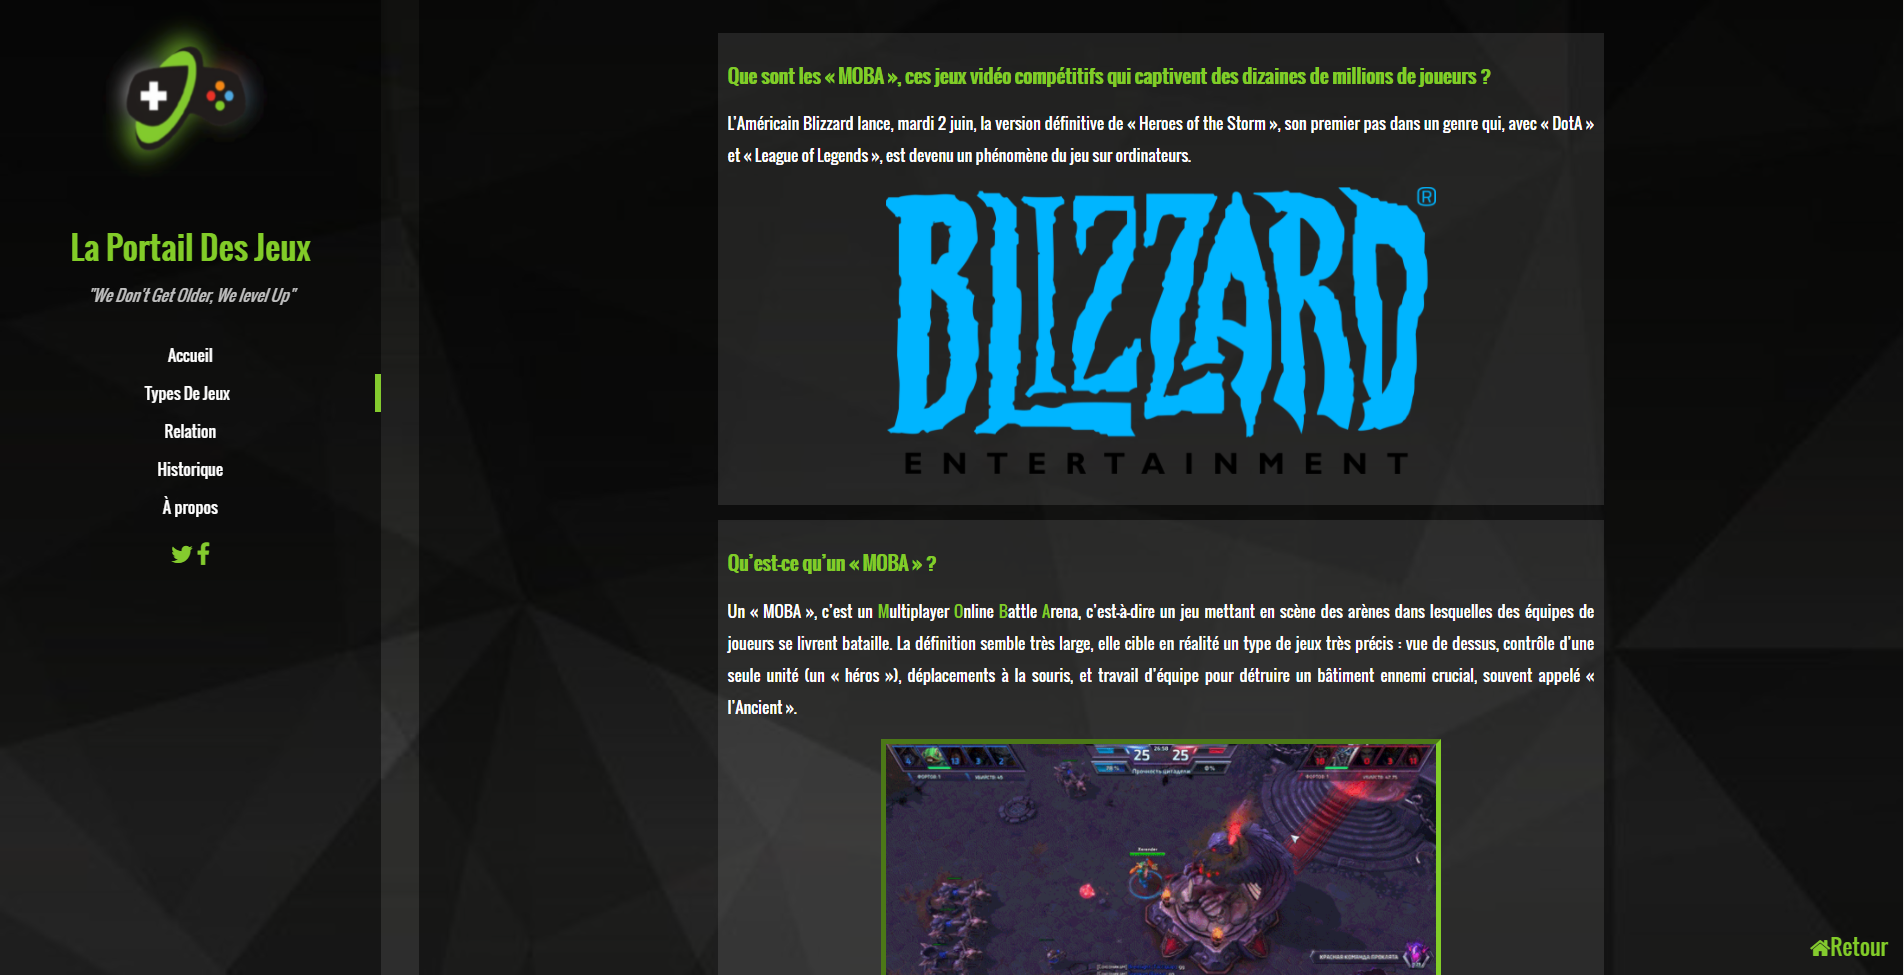 La Portail Des Jeux
"We Don't Get Older, We level Up"
Accueil
Types De Jeux
Relation
Historique
À propos
Que sont les « MOBA », ces jeux vidéo compétitifs qui captivent des dizaines de millions de joueurs ?
L’Américain Blizzard lance, mardi 2 juin, la version définitive de « Heroes of the Storm », son premier pas dans un genre qui, avec « DotA »
et « League of Legends », est devenu un phénomène du jeu sur ordinateurs.
BLIZZARD ®
ENTERTAINMENT
Qu’est-ce qu’un « MOBA » ?
Un « MOBA », c’est un Multiplayer Online Battle Arena, c’est-à-dire un jeu mettant en scène des arènes dans lesquelles des équipes de
joueurs se livrent bataille. La définition semble très large, elle cible en réalité un type de jeux très précis : vue de dessus, contrôle d’une
seule unité (un « héros »), déplacements à la souris, et travail d’équipe pour détruire un bâtiment ennemi crucial, souvent appelé «
l’Ancient ».
25 26:58 25
Прочность цитадели
КРАСНАЯ КОМАНДА ПРОКЛЯТА
Retour